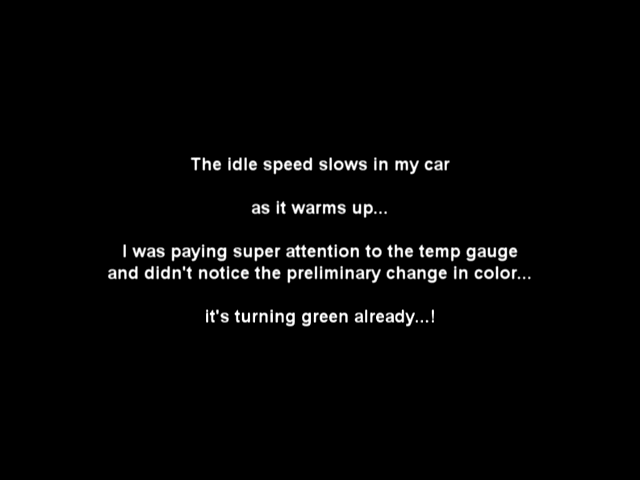 The idle speed slows in my car
as it warms up...
I was paying super attention to the temp gauge
and didn't notice the preliminary change in color...
it's turning green already...!